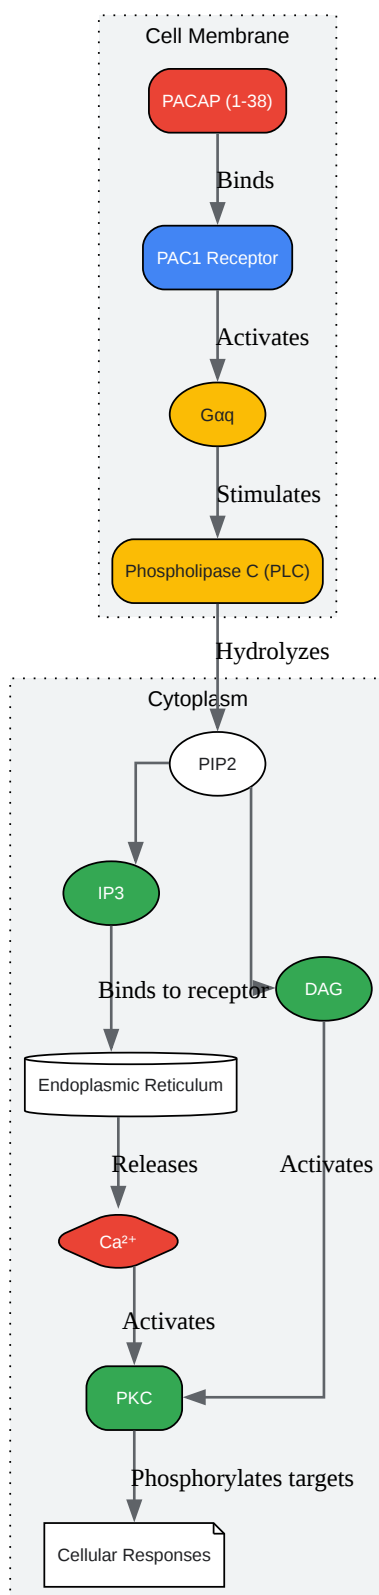 Cell Membrane
PACAP (1-38)
Binds
PAC1 Receptor
Activates
Gαq
Stimulates
Phospholipase C (PLC)
Hydrolyzes
Cytoplasm
PIP2
IP3
Binds to receptor
DAG
Endoplasmic Reticulum
Releases
Activates
Ca²⁺
Activates
PKC
Phosphorylates targets
Cellular Responses